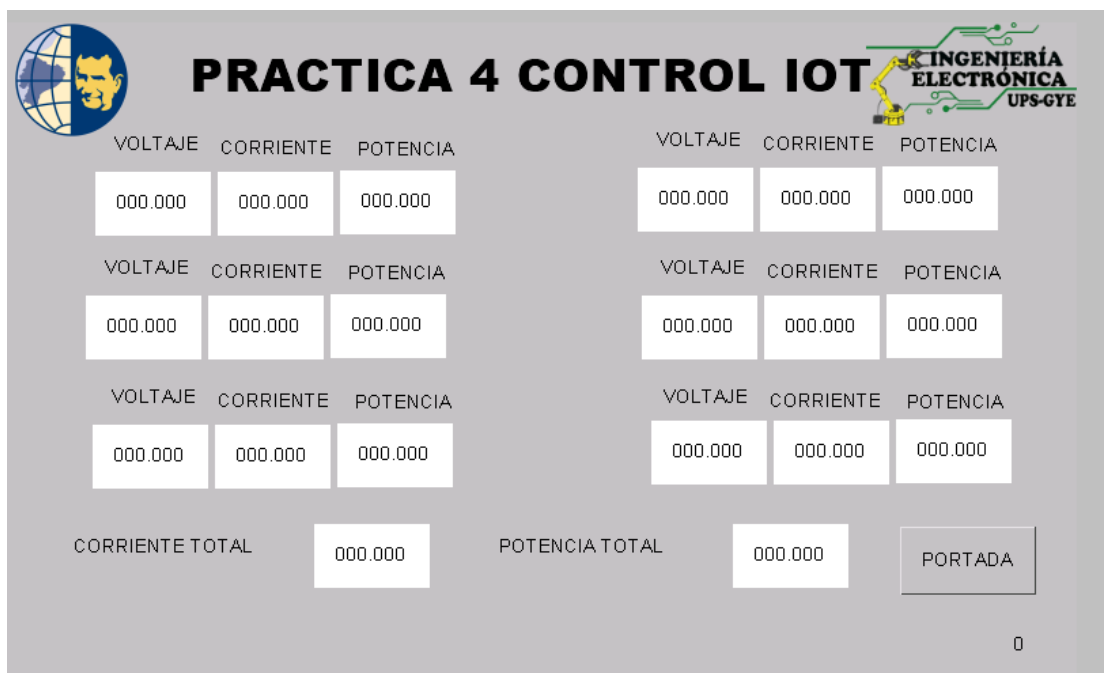 PRACTICA 4 CONTROL IOT
INGENIERÍA
ELECTRÓNICA
UPS-GYE
VOLTAJE CORRIENTE POTENCIA VOLTAJE CORRIENTE POTENCIA
000.000 000.000 000.000 000.000 000.000 000.000
VOLTAJE CORRIENTE POTENCIA VOLTAJE CORRIENTE POTENCIA
000.000 000.000 000.000 000.000 000.000 000.000
VOLTAJE CORRIENTE POTENCIA VOLTAJE CORRIENTE POTENCIA
000.000 000.000 000.000 000.000 000.000 000.000
CORRIENTE TOTAL 000.000 POTENCIA TOTAL 000.000 PORTADA
0